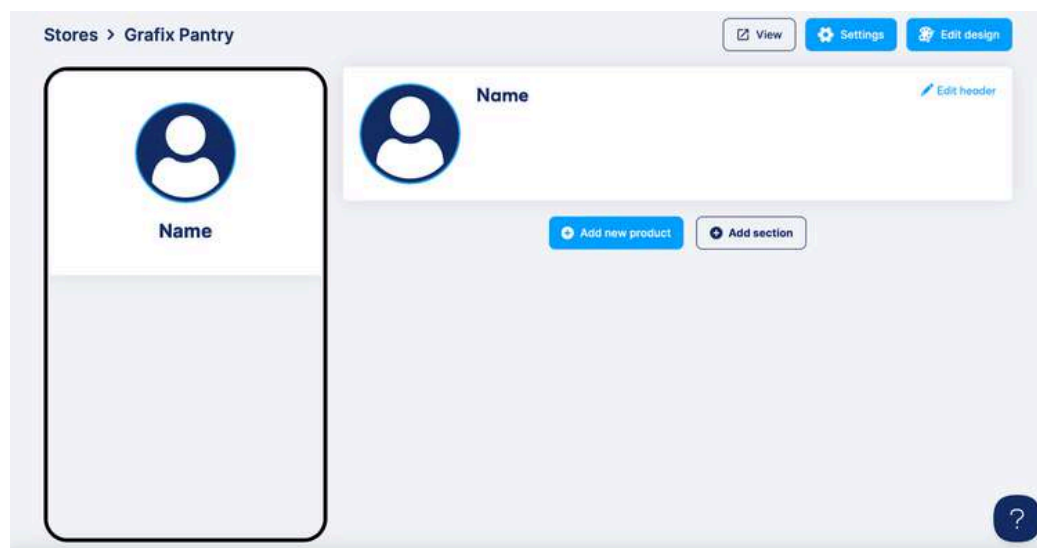 Stores > Grafix Pantry
View
Settings
Edit design
Name
Name
Edit header
Add new product
Add section
?